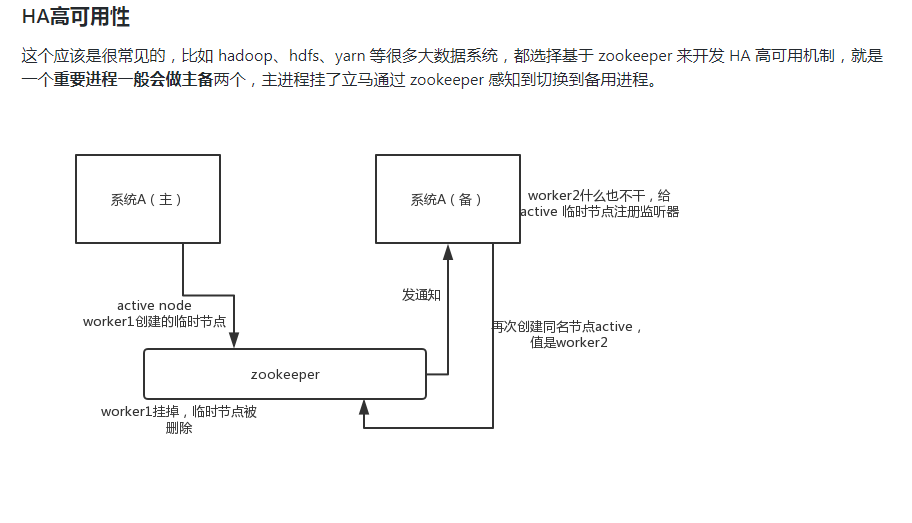 HA高可用性
这个应该是很常见的，比如 hadoop、hdfs、yarn 等很多大数据系统，都选择基于 zookeeper 来开发 HA 高可用机制，就是
一个重要进程一般会做主备两个，主进程挂了立马通过 zookeeper 感知到切换到备用进程。
系统A（主）
系统A（备）
worker2什么也不干，给
active 临时节点注册监听器
发通知
active node
worker1创建的临时节点
再次创建同名节点active，
值是worker2
zookeeper
worker1挂掉，临时节点被
删除